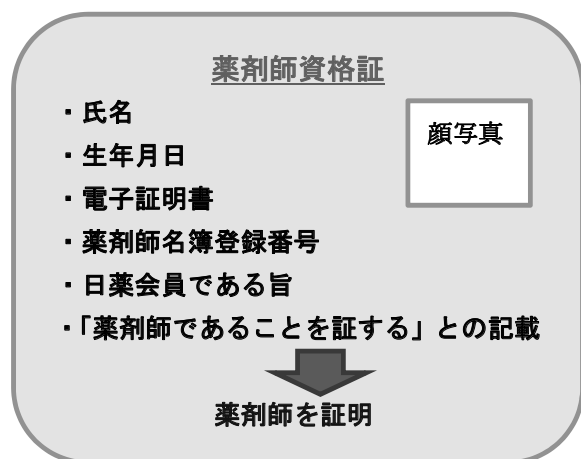 薬剤師資格証
・氏名
顔写真
・生年月日
・電子証明書
・薬剤師名簿登録番号
・日薬会員である旨
・「薬剤師であることを証する」との記載
薬剤師を証明